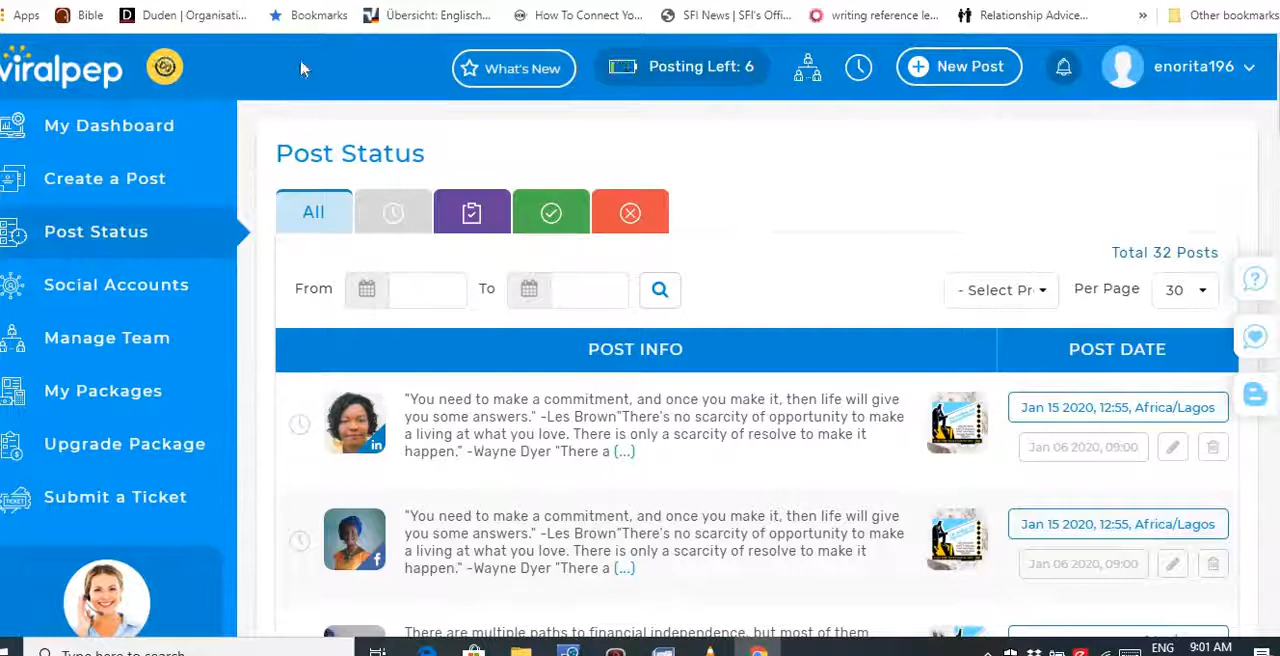 Apps Bible Duden | Organisati... Bookmarks Übersicht: Englisch... How To Connect Yo... SFI News | SFI's Offi... writing reference le... Relationship Advice... » Other bookmarks
viralpep What's New Posting Left: 6 New Post enorita196
My Dashboard
Create a Post
Post Status
Social Accounts
Manage Team
My Packages
Upgrade Package
Submit a Ticket
Post Status
All
Total 32 Posts
From To - Select Pr Per Page 30
POST INFO POST DATE
"You need to make a commitment, and once you make it, then life will give
you some answers." -Les Brown"There's no scarcity of opportunity to make
a living at what you love. There is only a scarcity of resolve to make it
happen." -Wayne Dyer "There a (...)
in
Jan 15 2020, 12:55, Africa/Lagos
Jan 06 2020, 09:00
"You need to make a commitment, and once you make it, then life will give
you some answers." -Les Brown"There's no scarcity of opportunity to make
a living at what you love. There is only a scarcity of resolve to make it
happen." -Wayne Dyer "There a (...)
f
Jan 15 2020, 12:55, Africa/Lagos
Jan 06 2020, 09:00
There are multiple paths to financial independence, but most of them
Type here to search
ENG 9:01 AM